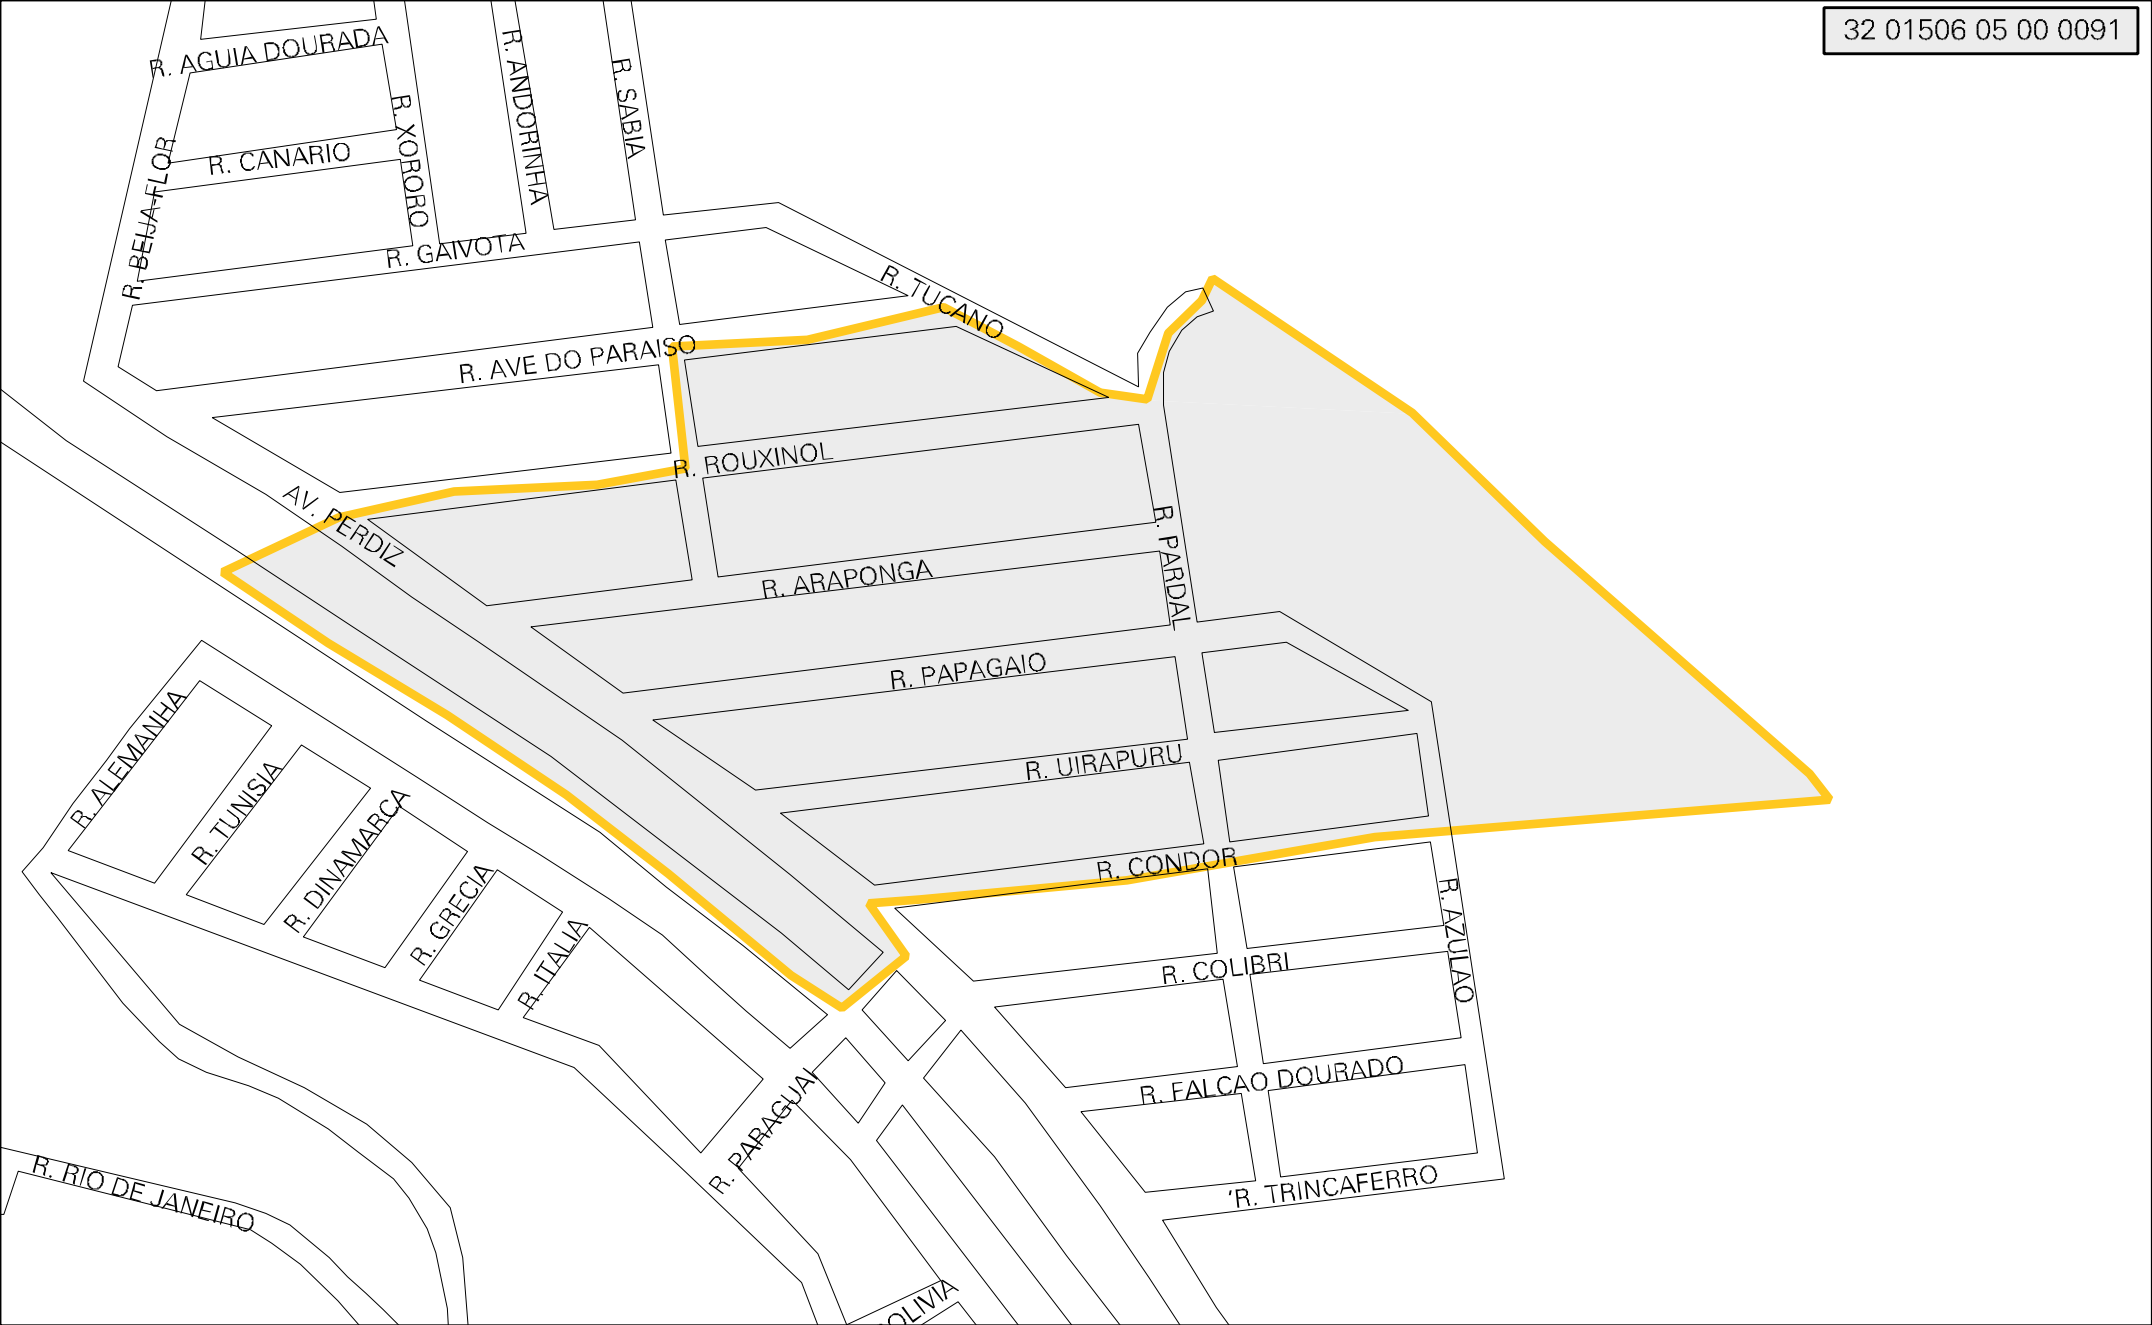 32 01506 05 00 0091
R. AGUIA DOURADA
R. XORORO
R. ANDORINHA
R. SABIA
R. CANARIO
R. BEIJA-FLOR
R. GAIVOTA
R. TUCANO
R. AVE DO PARAISO
R. ROUXINOL
AV. PERDIZ
R. PARDAL
R. ARAPONGA
R. PAPAGAIO
R. UIRAPURU
R. ALEMANHA
R. TUNISIA
R. DINAMARCA
R. GRECIA
R. ITALIA
R. CONDOR
R. AZULAO
R. COLIBRI
R. FALCAO DOURADO
R. PARAGUAI
'R. TRINCAFERRO
R. RIO DE JANEIRO
OLIVIA